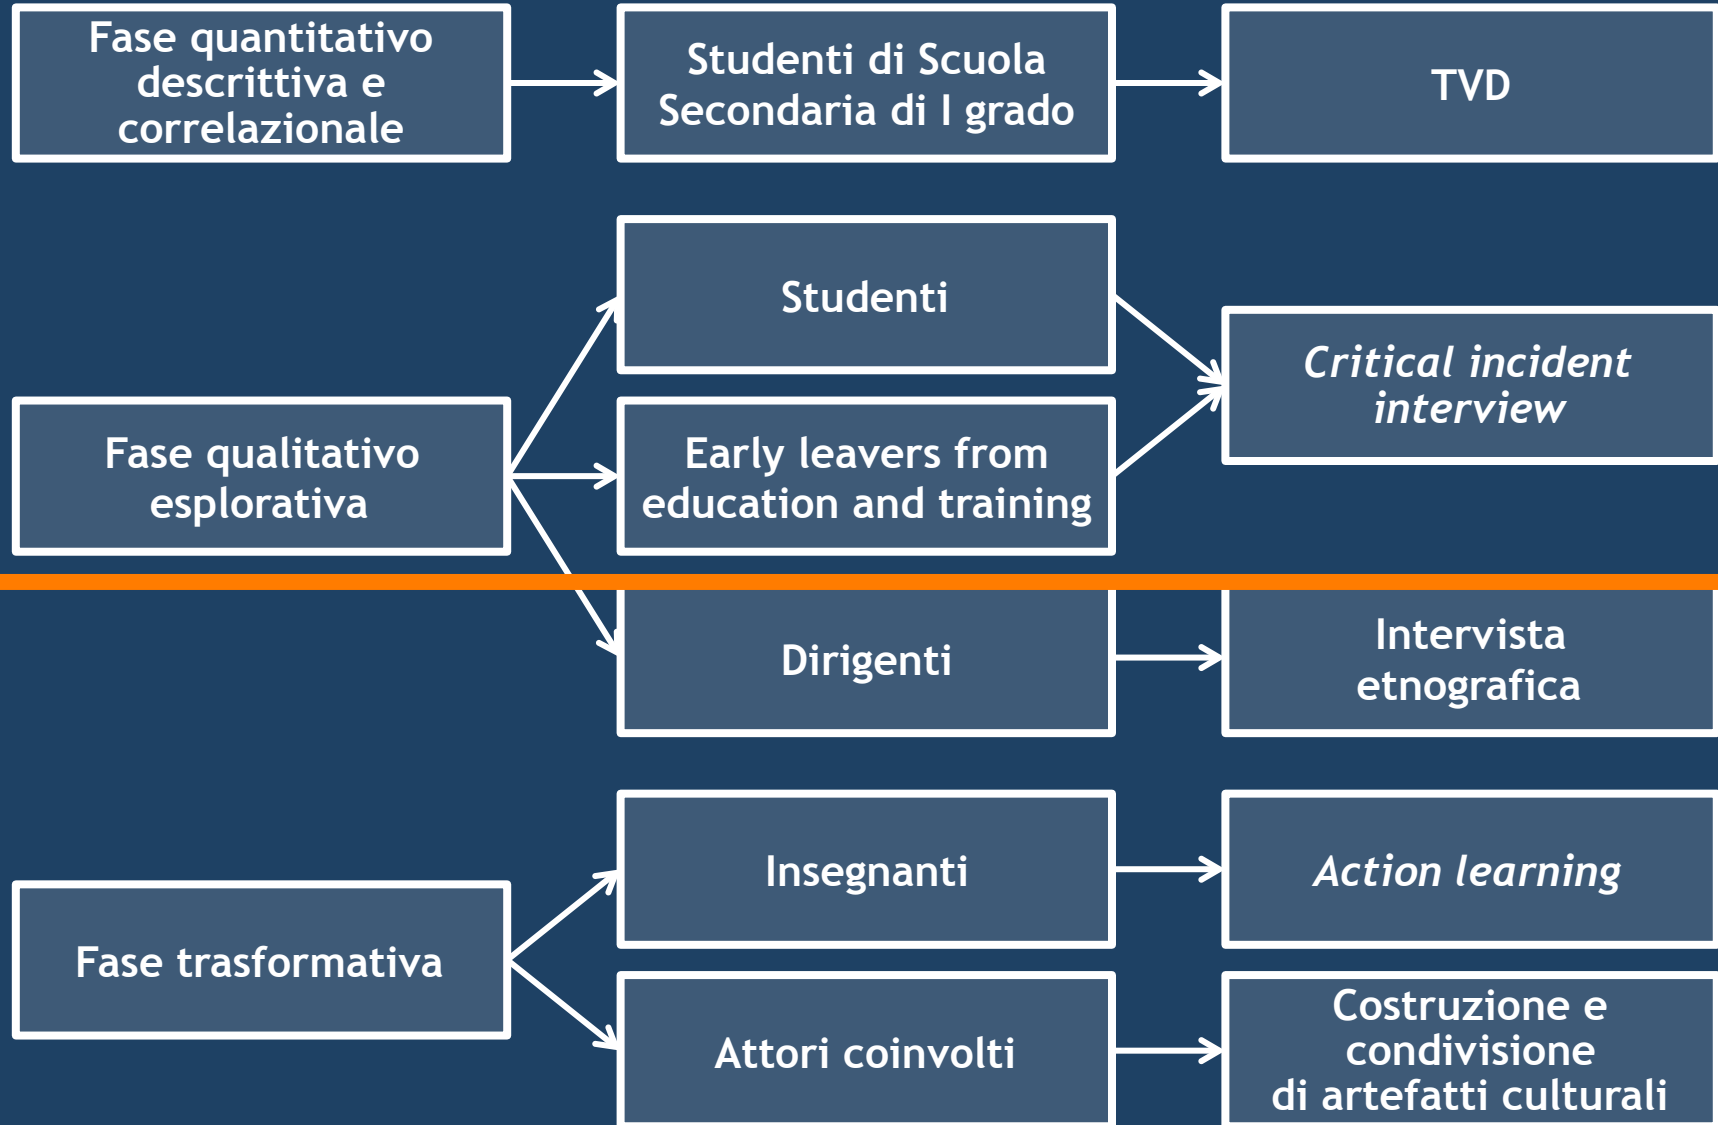 Fase quantitativo
descrittiva e
correlazionale
Studenti di Scuola
Secondaria di I grado
TVD
Studenti
Critical incident
interview
Fase qualitativo
esplorativa
Early leavers from
education and training
Dirigenti
Intervista
etnografica
Insegnanti
Action learning
Fase trasformativa
Attori coinvolti
Costruzione e
condivisione
di artefatti culturali